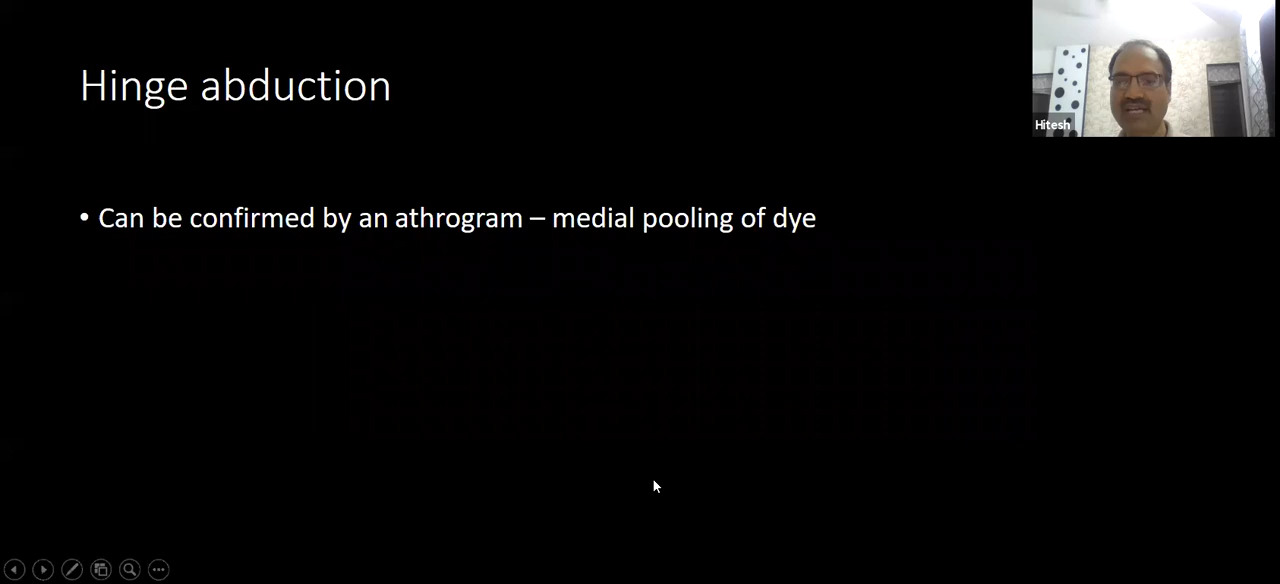 Hinge abduction
Hitesh
• Can be confirmed by an athrogram – medial pooling of dye